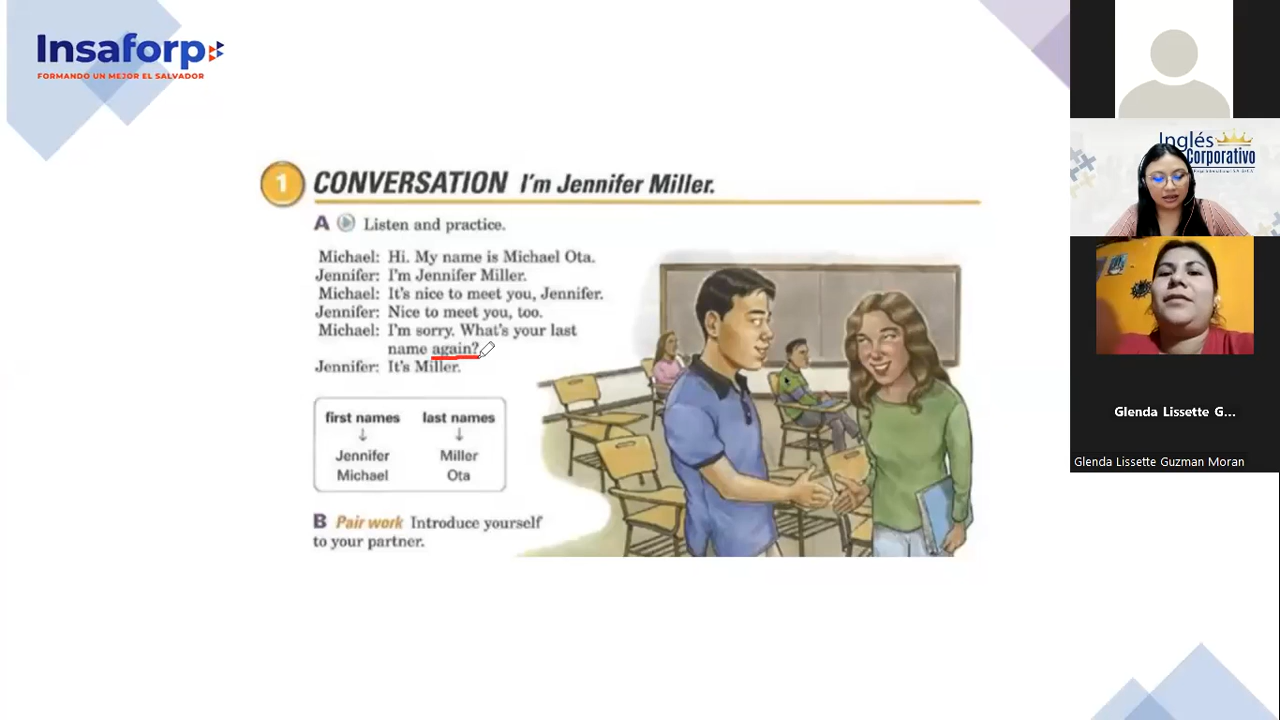 Insaforp
FORMANDO UN MEJOR EL SALVADOR
1 CONVERSATION I'm Jennifer Miller.
A Listen and practice.
Michael: Hi. My name is Michael Ota.
Jennifer: I'm Jennifer Miller.
Michael: It's nice to meet you, Jennifer.
Jennifer: Nice to meet you, too.
Michael: I'm sorry. What's your last
name again?
Jennifer: It's Miller.
first names last names
↓ ↓
Jennifer Miller
Michael Ota
B Pair work Introduce yourself
to your partner.
Inglés
Corporativo
Glenda Lissette G...
Glenda Lissette Guzman Moran